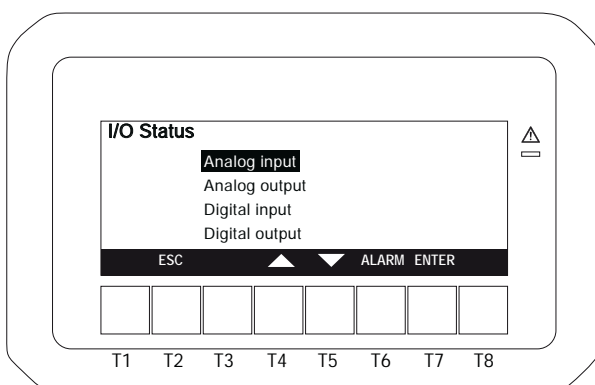 I/O Status
Analog input
Analog output
Digital input
Digital output
ESC ALARM ENTER
T1 T2 T3 T4 T5 T6 T7 T8